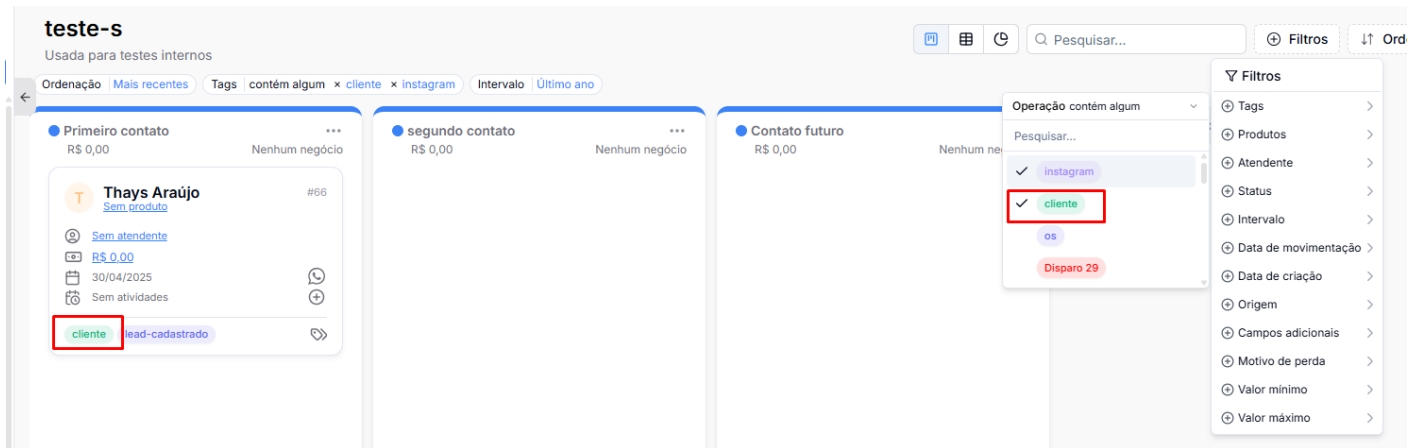 teste-s
Usada para testes internos
Pesquisar...
Filtros
Ordenação Mais recentes
Tags contém algum × cliente × instagram
Intervalo Último ano
Primeiro contato
R$ 0,00 Nenhum negócio
T Thays Araújo #66
Sem produto
Sem atendente
R$ 0,00
30/04/2025
Sem atividades
cliente lead-cadastrado
segundo contato
R$ 0,00 Nenhum negócio
Contato futuro
R$ 0,00
Operação contém algum
Pesquisar...
instagram
cliente
os
Disparo 29
Filtros
Tags
Produtos
Atendente
Status
Intervalo
Data de movimentação
Data de criação
Origem
Campos adicionais
Motivo de perda
Valor mínimo
Valor máximo